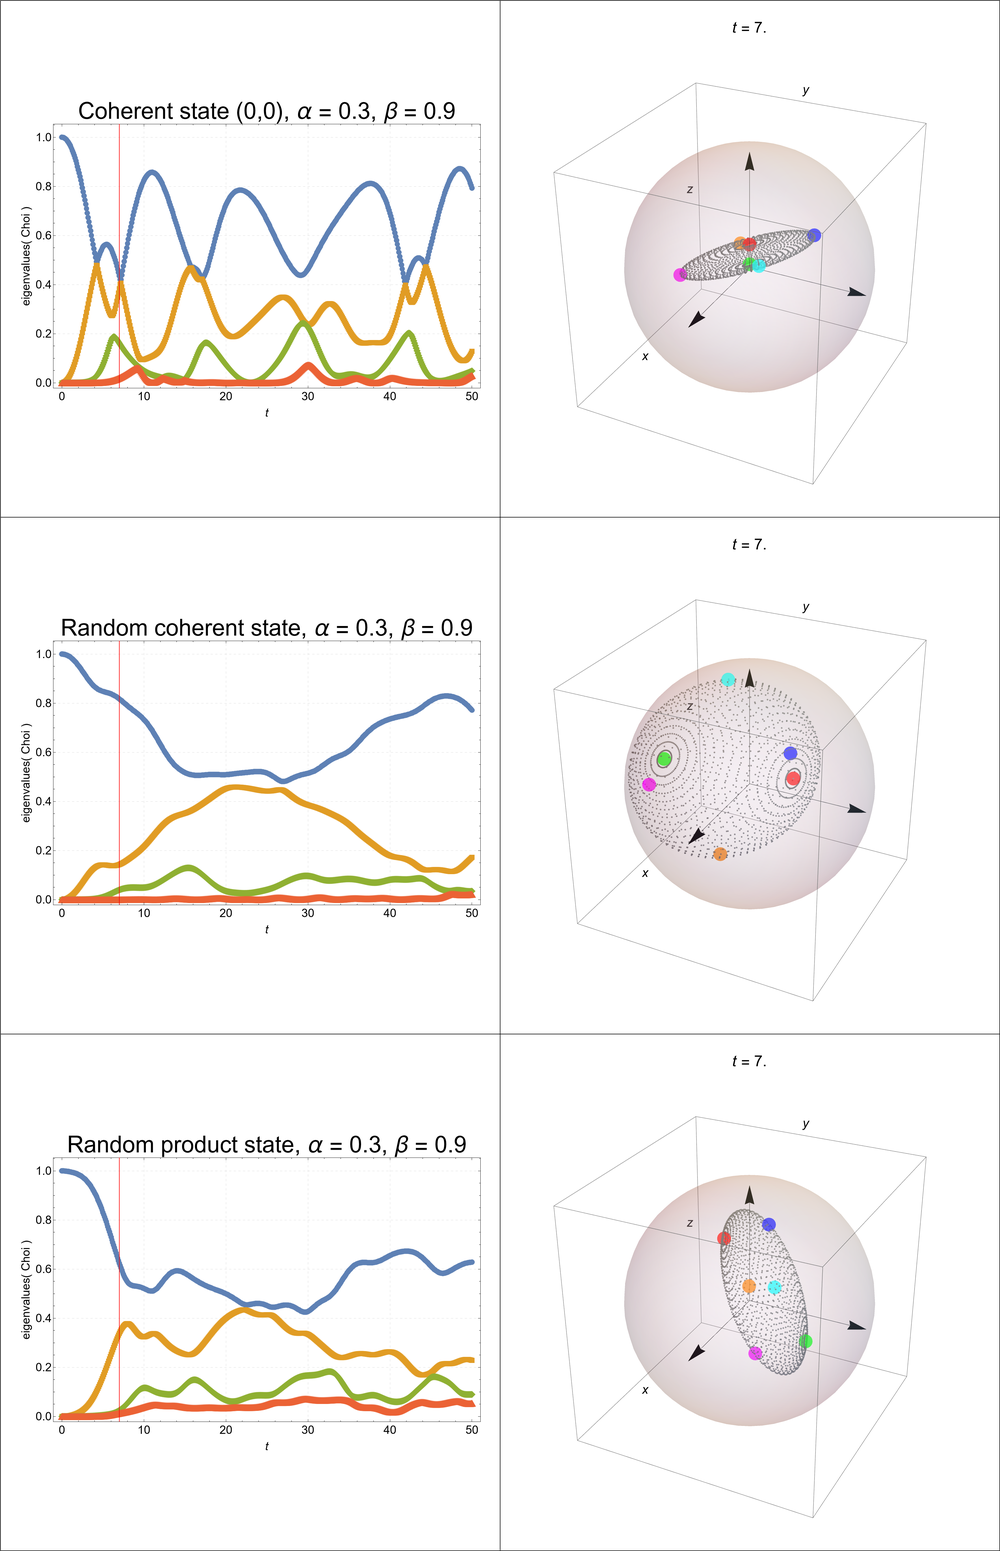 Coherent state (0,0), α = 0.3, β = 0.9
eigenvalues( Choi )
1.0
0.8
0.6
0.4
0.2
0.0
0 10 20 30 40 50
t
t = 7.
y
z
x
Random coherent state, α = 0.3, β = 0.9
eigenvalues( Choi )
1.0
0.8
0.6
0.4
0.2
0.0
0 10 20 30 40 50
t
t = 7.
y
z
x
Random product state, α = 0.3, β = 0.9
eigenvalues( Choi )
1.0
0.8
0.6
0.4
0.2
0.0
0 10 20 30 40 50
t
t = 7.
y
z
x